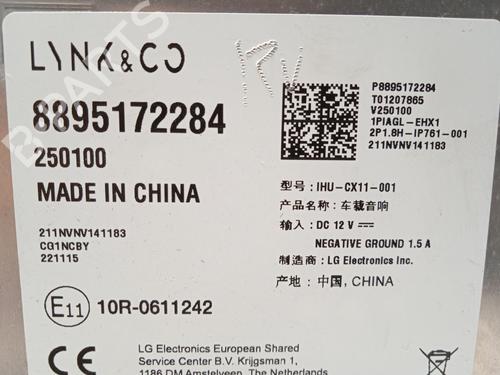 LYNK&CO
8895172284
250100
MADE IN CHINA
211NVNV141183
CG1NCBY
221115
E11 10R-0611242
P8895172284
T01207865
V250100
1PIAGL-EHX1
2P1.8H-IP761-001
211NVNV141183
型号: IHU-CX11-001
产品名称: 车载音响
输入: DC 12V
NEGATIVE GROUND 1.5 A
制造商: LG Electronics Inc.
产地: 中国, CHINA
CE
LG Electronics European Shared
Service Center B.V. Krijgsman 1,
1186 DM Amstelveen, The Netherlands